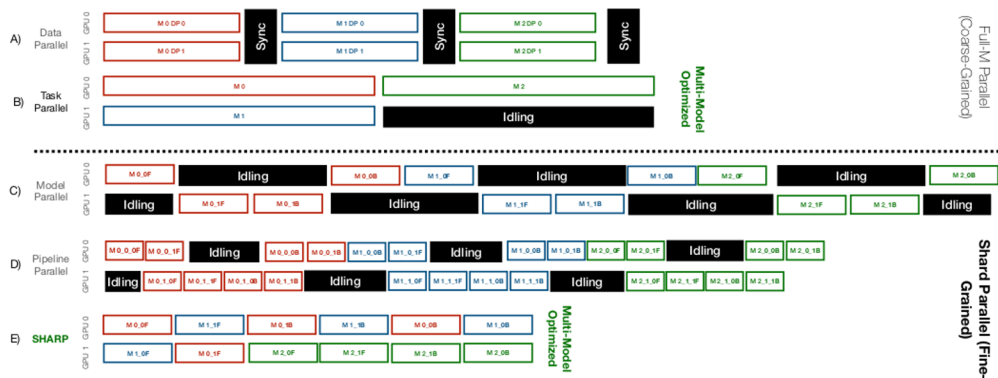 A)
Data
Parallel
GPU 0
M 0 DP 0
M 1 DP 0
M 2 DP 0
GPU 1
M 0 DP 1
M 1 DP 1
M 2 DP 1
Sync
Sync
Sync
B)
Task
Parallel
GPU 0
M 0
M 2
GPU 1
M 1
Idling
Multi-Model
Optimized
Full-M Parallel
(Coarse-Grained)
C)
Model
Parallel
GPU 0
M 0_0F
Idling
M 0_0B
M 1_0F
Idling
M 1_0B
M 2_0F
Idling
M 2_0B
GPU 1
Idling
M 0_1F
M 0_1B
Idling
M 1_1F
M 1_1B
Idling
M 2_1F
M 2_1B
Idling
D)
Pipeline
Parallel
GPU 0
M 0_0_0F
M 0_0_1F
Idling
M 0_0_0B
M 0_0_1B
M 1_0_0F
M 1_0_1F
Idling
M 1_0_0B
M 1_0_1B
M 2_0_0F
M 2_0_1F
Idling
M 2_0_0B
M 2_0_1B
GPU 1
Idling
M 0_1_0F
M 0_1_1F
M 0_1_0B
M 0_1_1B
Idling
M 1_1_0F
M 1_1_1F
M 1_1_0B
M 1_1_1B
Idling
M 2_1_0F
M 2_1_1F
M 2_1_0B
M 2_1_1B
E)
SHARP
GPU 0
M 0_0F
M 1_1F
M 0_1B
M 1_1B
M 0_0B
M 1_0B
GPU 1
M 1_0F
M 0_1F
M 2_0F
M 2_1F
M 2_1B
M 2_0B
Multi-Model
Optimized
Shard Parallel (Fine-
Grained)